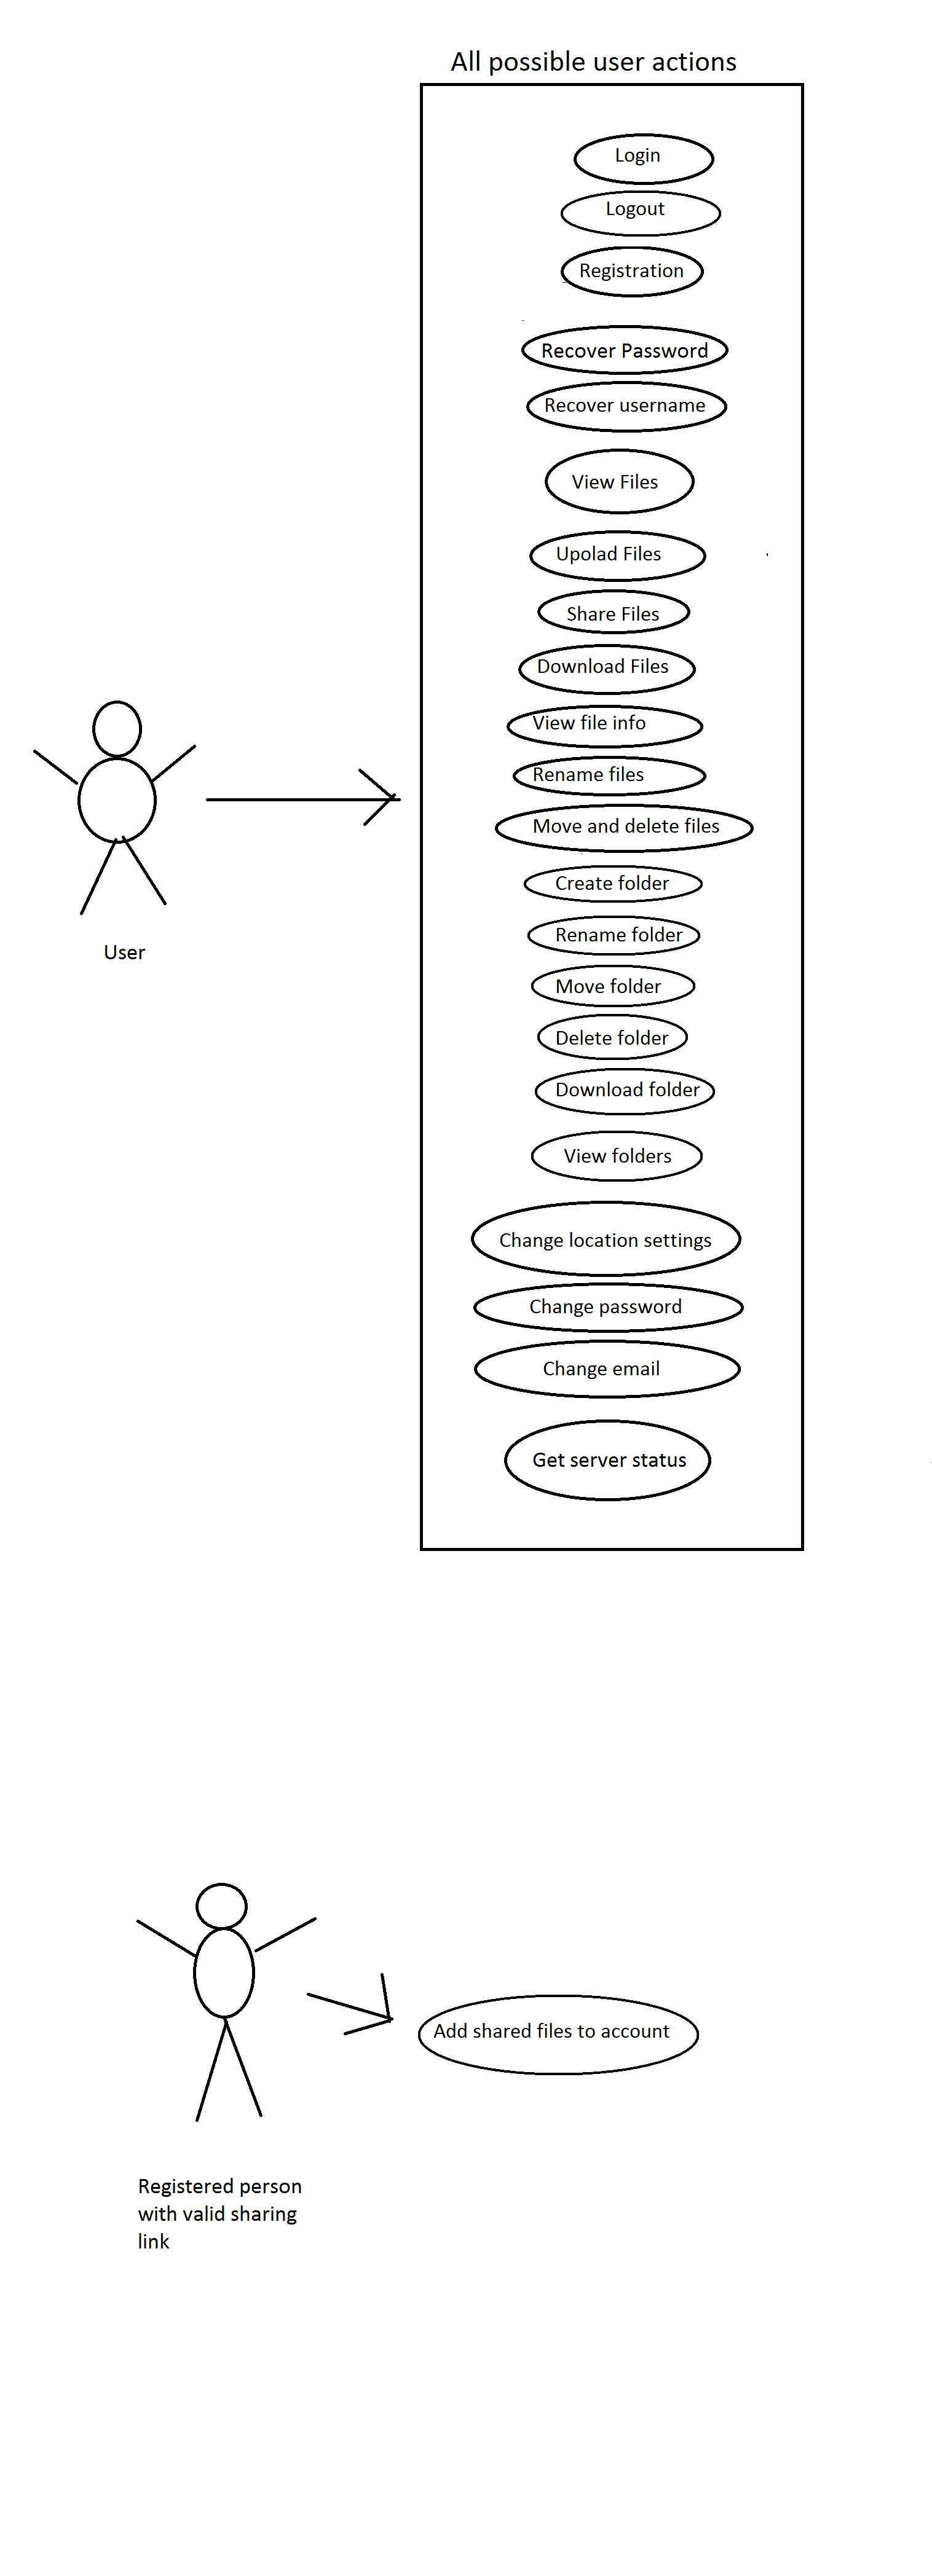 All possible user actions
Login
Logout
Registration
Recover Password
Recover username
View Files
Upolad Files
Share Files
Download Files
View file info
Rename files
Move and delete files
Create folder
Rename folder
User
Move folder
Delete folder
Download folder
View folders
Change location settings
Change password
Change email
Get server status
Add shared files to account
Registered person
with valid sharing
link